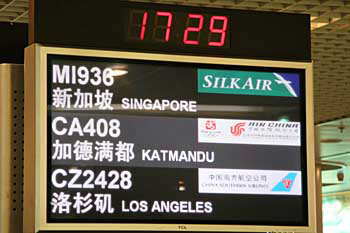 17:29
MI936
SILKAIR
新加坡 SINGAPORE
CA408
AIR CHINA
加德满都 KATMANDU
CZ2428
中国南方航空公司
CHINA SOUTHERN AIRLINES
洛杉矶 LOS ANGELES
TCL